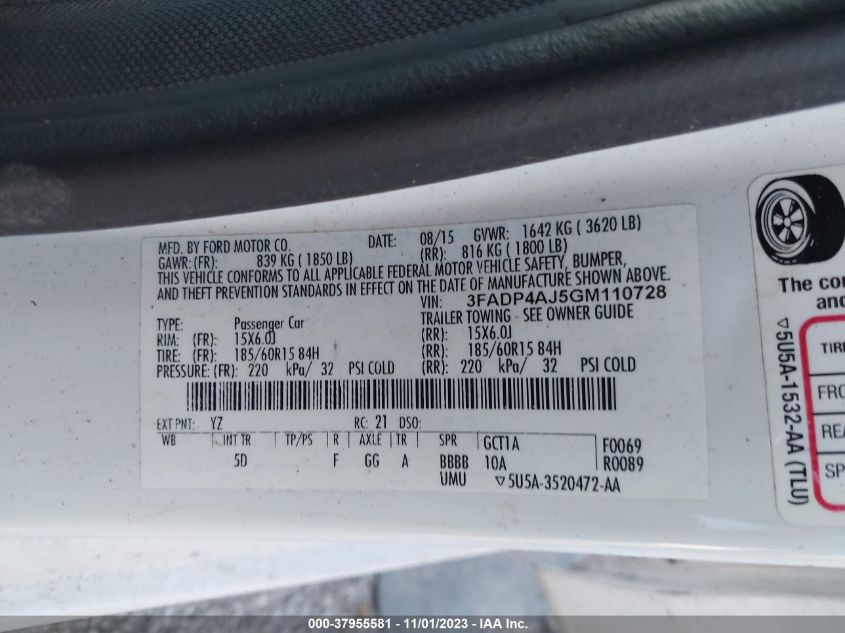 MFD. BY FORD MOTOR CO. DATE: 08/15 GVWR: 1642 KG ( 3620 LB)
GAWR: (FR): 839 KG ( 1850 LB) (RR): 816 KG ( 1800 LB)
THIS VEHICLE CONFORMS TO ALL APPLICABLE FEDERAL MOTOR VEHICLE SAFETY, BUMPER,
AND THEFT PREVENTION STANDARDS IN EFFECT ON THE DATE OF MANUFACTURE SHOWN ABOVE.
VIN: 3FADP4AJ5GM110728
TYPE: Passenger Car TRAILER TOWING - SEE OWNER GUIDE
RIM: (FR): 15X6.0J (RR): 15X6.0J
TIRE: (FR): 185/60R15 84H (RR): 185/60R15 84H
PRESSURE: (FR): 220 kPa/ 32 PSI COLD (RR): 220 kPa/ 32 PSI COLD
EXT PNT: YZ RC: 21 DSO:
WB INT TR TP/PS R AXLE TR SPR GCT1A F0069
5D F GG A BBBB 10A R0089
UMU ▽5U5A-3520472-AA
The co
and
▽5U5A-1532-AA (TLU)
TIRE
FRO
REA
SP
000-37955581 - 11/01/2023 - IAA Inc.